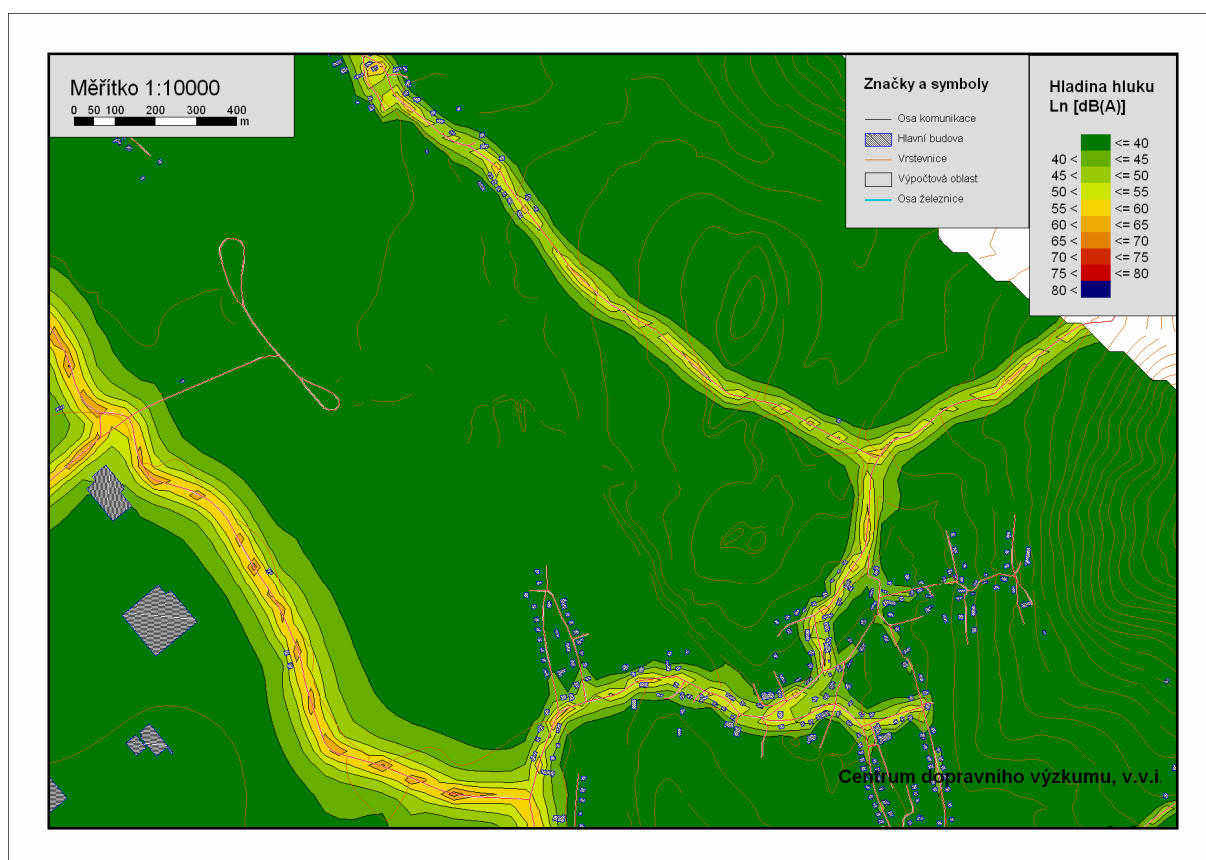 Měřítko 1:10000
0 50 100 200 300 400
m
Značky a symboly
Osa komunikace
Hlavní budova
Vrstevnice
Výpočtová oblast
Osa železnice
Hladina hluku
Ln [dB(A)]
<= 40
40 < <= 45
45 < <= 50
50 < <= 55
55 < <= 60
60 < <= 65
65 < <= 70
70 < <= 75
75 < <= 80
80 <
Centrum dopravního výzkumu, v.v.i.